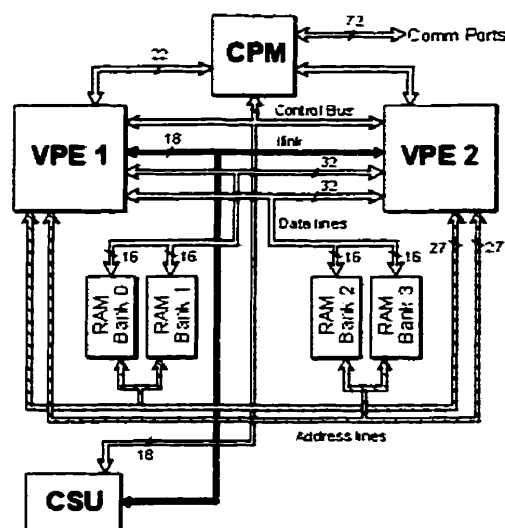 72
Comm Ports
CPM
Control Bus
VPE 1
18
llink
VPE 2
32
32
Data lines
16
16
16
16
27
27
RAM Bank 0
RAM Bank 1
RAM Bank 2
RAM Bank 3
Address lines
18
CSU